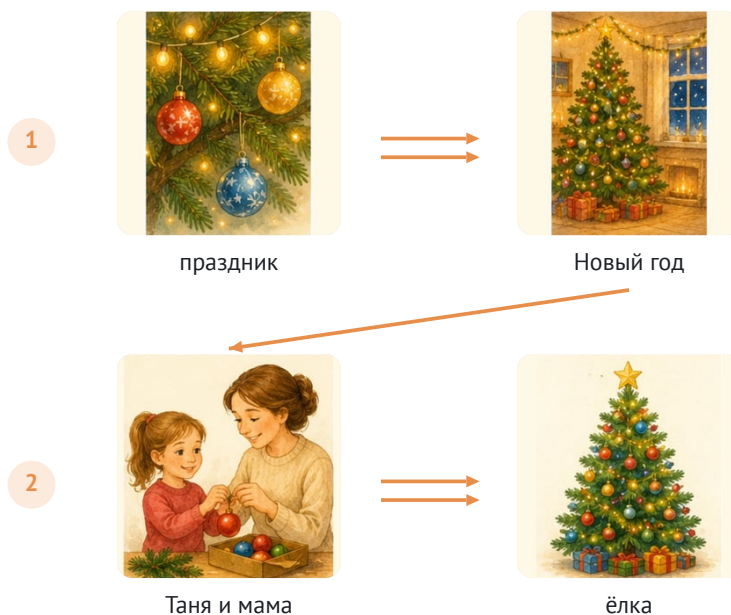 1
праздник
Новый год
2
Таня и мама
ёлка